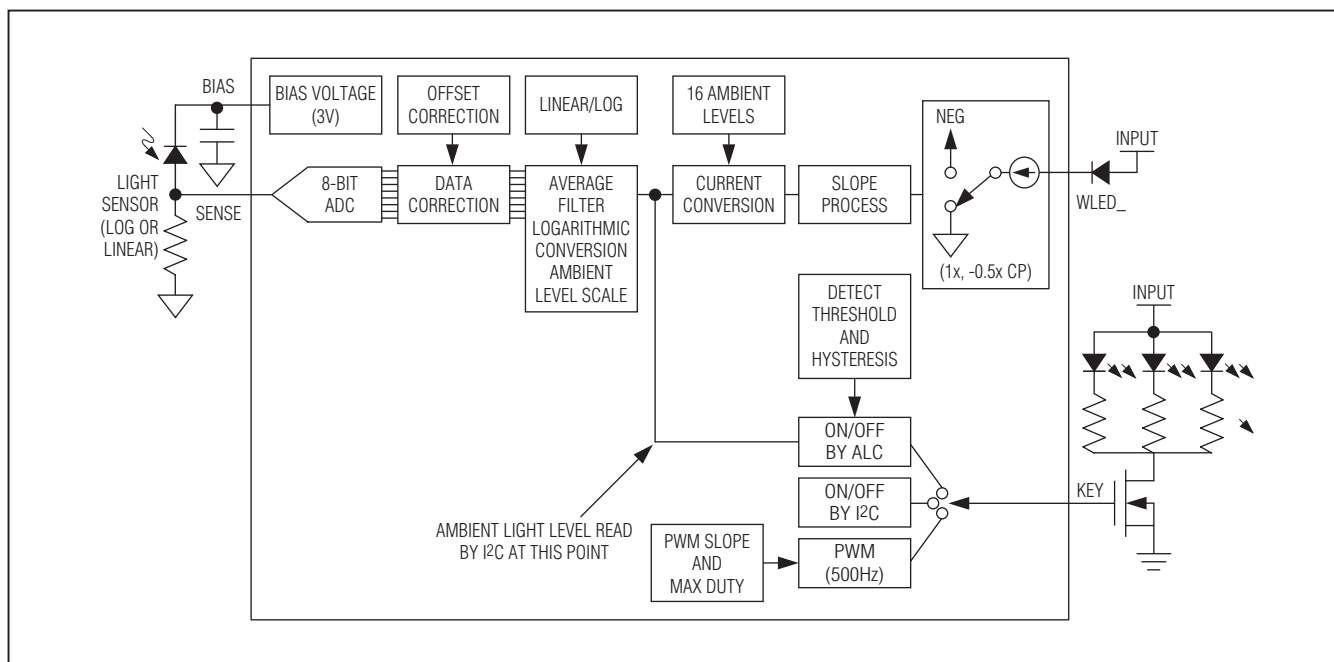 BIAS
BIAS VOLTAGE
(3V)
OFFSET
CORRECTION
LINEAR/LOG
16 AMBIENT
LEVELS
NEG
INPUT
LIGHT
SENSOR
(LOG OR
LINEAR)
SENSE
8-BIT
ADC
DATA
CORRECTION
AVERAGE
FILTER
LOGARITHMIC
CONVERSION
AMBIENT
LEVEL SCALE
CURRENT
CONVERSION
SLOPE
PROCESS
WLED_
(1x, -0.5x CP)
DETECT
THRESHOLD
AND
HYSTERESIS
INPUT
ON/OFF
BY ALC
ON/OFF
BY I²C
KEY
AMBIENT LIGHT LEVEL READ
BY I²C AT THIS POINT
PWM SLOPE
AND
MAX DUTY
PWM
(500Hz)